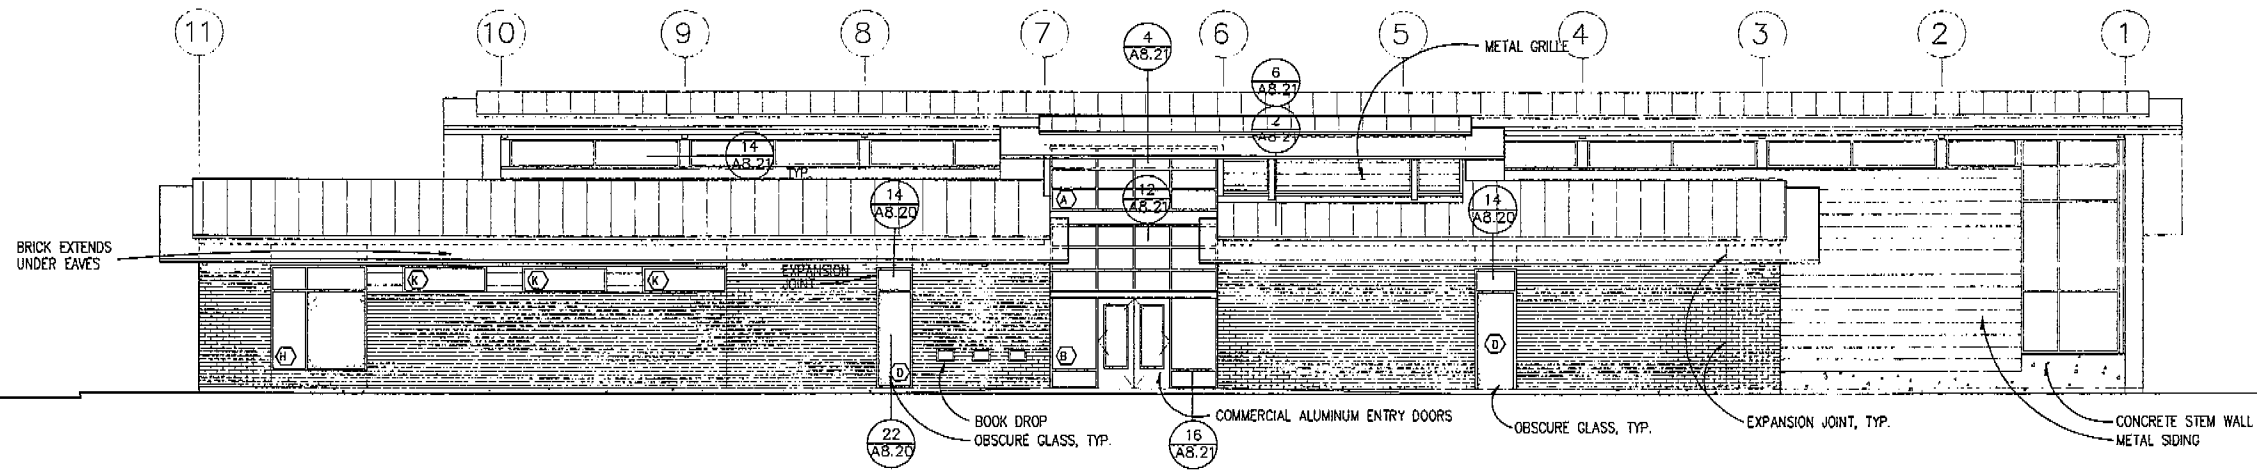 11
10
9
8
7
6
5
4
3
2
1
4
A8.21
METAL GRILLE
6
A8.21
2
A8.21
14
A8.21
TYP.
14
A8.20
A
12
A8.21
14
A8.20
BRICK EXTENDS
UNDER EAVES
EXPANSION
JOINT
K
K
K
H
D
B
D
BOOK DROP
OBSCURE GLASS, TYP.
COMMERCIAL ALUMINUM ENTRY DOORS
OBSCURE GLASS, TYP.
EXPANSION JOINT, TYP.
CONCRETE STEM WALL
METAL SIDING
22
A8.20
16
A8.21